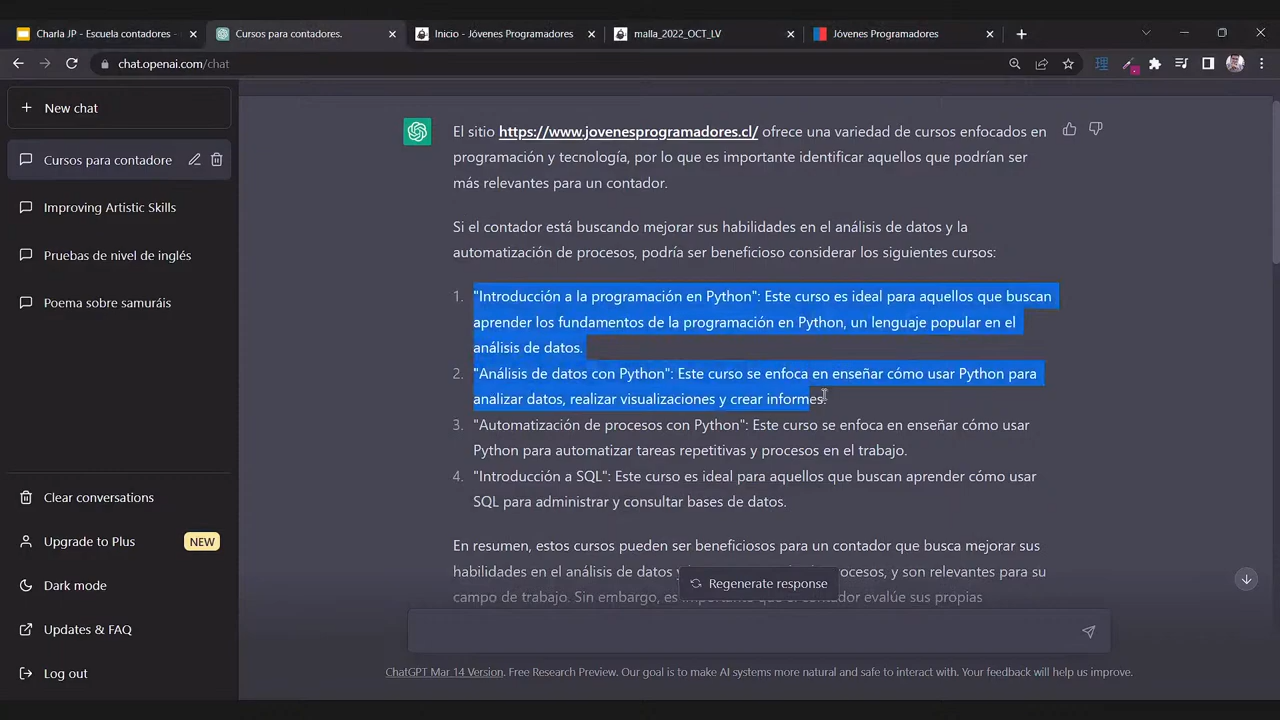 Charla JP - Escuela contadores -
Cursos para contadores.
Inicio - Jóvenes Programadores
malla_2022_OCT_LV
Jóvenes Programadores
chat.openai.com/chat
New chat
Cursos para contadore
Improving Artistic Skills
Pruebas de nivel de inglés
Poema sobre samuráis
Clear conversations
Upgrade to Plus NEW
Dark mode
Updates & FAQ
Log out
El sitio https://www.jovenesprogramadores.cl/ ofrece una variedad de cursos enfocados en
programación y tecnología, por lo que es importante identificar aquellos que podrían ser
más relevantes para un contador.
Si el contador está buscando mejorar sus habilidades en el análisis de datos y la
automatización de procesos, podría ser beneficioso considerar los siguientes cursos:
1. "Introducción a la programación en Python": Este curso es ideal para aquellos que buscan
aprender los fundamentos de la programación en Python, un lenguaje popular en el
análisis de datos.
2. "Análisis de datos con Python": Este curso se enfoca en enseñar cómo usar Python para
analizar datos, realizar visualizaciones y crear informes.
3. "Automatización de procesos con Python": Este curso se enfoca en enseñar cómo usar
Python para automatizar tareas repetitivas y procesos en el trabajo.
4. "Introducción a SQL": Este curso es ideal para aquellos que buscan aprender cómo usar
SQL para administrar y consultar bases de datos.
En resumen, estos cursos pueden ser beneficiosos para un contador que busca mejorar sus
habilidades en el análisis de datos y procesos, y son relevantes para su
campo de trabajo. Sin embargo, es que el contador evalúe sus propias
Regenerate response
ChatGPT Mar 14 Version. Free Research Preview. Our goal is to make AI systems more natural and safe to interact with. Your feedback will help us improve.